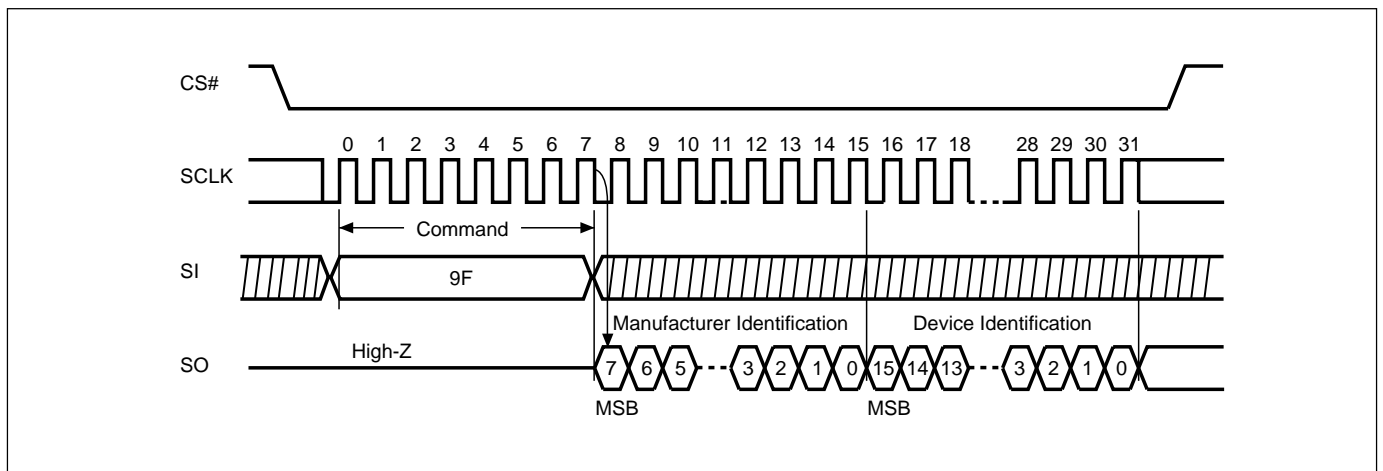 CS#
0 1 2 3 4 5 6 7 8 9 10 11 12 13 14 15 16 17 18 28 29 30 31
SCLK
Command
SI
9F
Manufacturer Identification Device Identification
High-Z
SO
7 6 5 3 2 1 0 15 14 13 3 2 1 0
MSB MSB